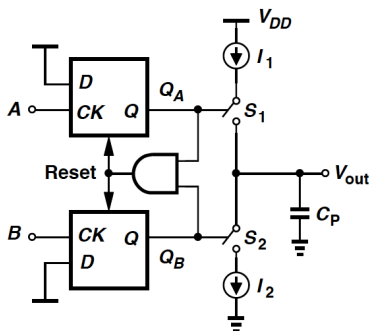 V_DD
I_1
D
Q_A
A
CK
Q
S_1
Reset
V_out
C_P
B
CK
Q
S_2
D
Q_B
I_2